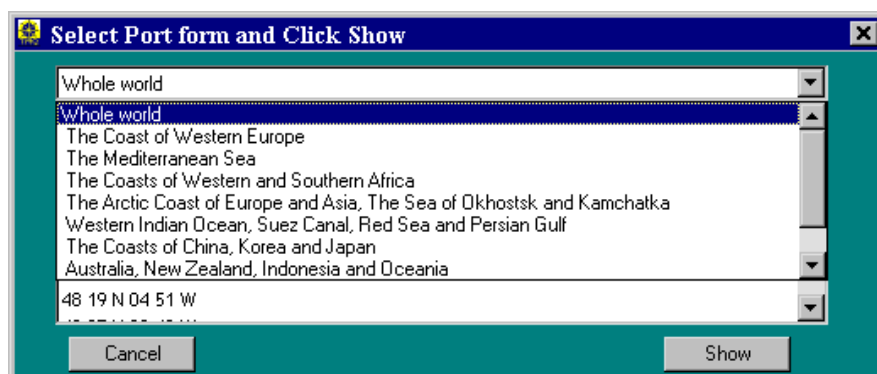 Select Port form and Click Show
Whole world
Whole world
The Coast of Western Europe
The Mediterranean Sea
The Coasts of Western and Southern Africa
The Arctic Coast of Europe and Asia, The Sea of Okhostsk and Kamchatka
Western Indian Ocean, Suez Canal, Red Sea and Persian Gulf
The Coasts of China, Korea and Japan
Australia, New Zealand, Indonesia and Oceania
48 19 N 04 51 W
Cancel
Show